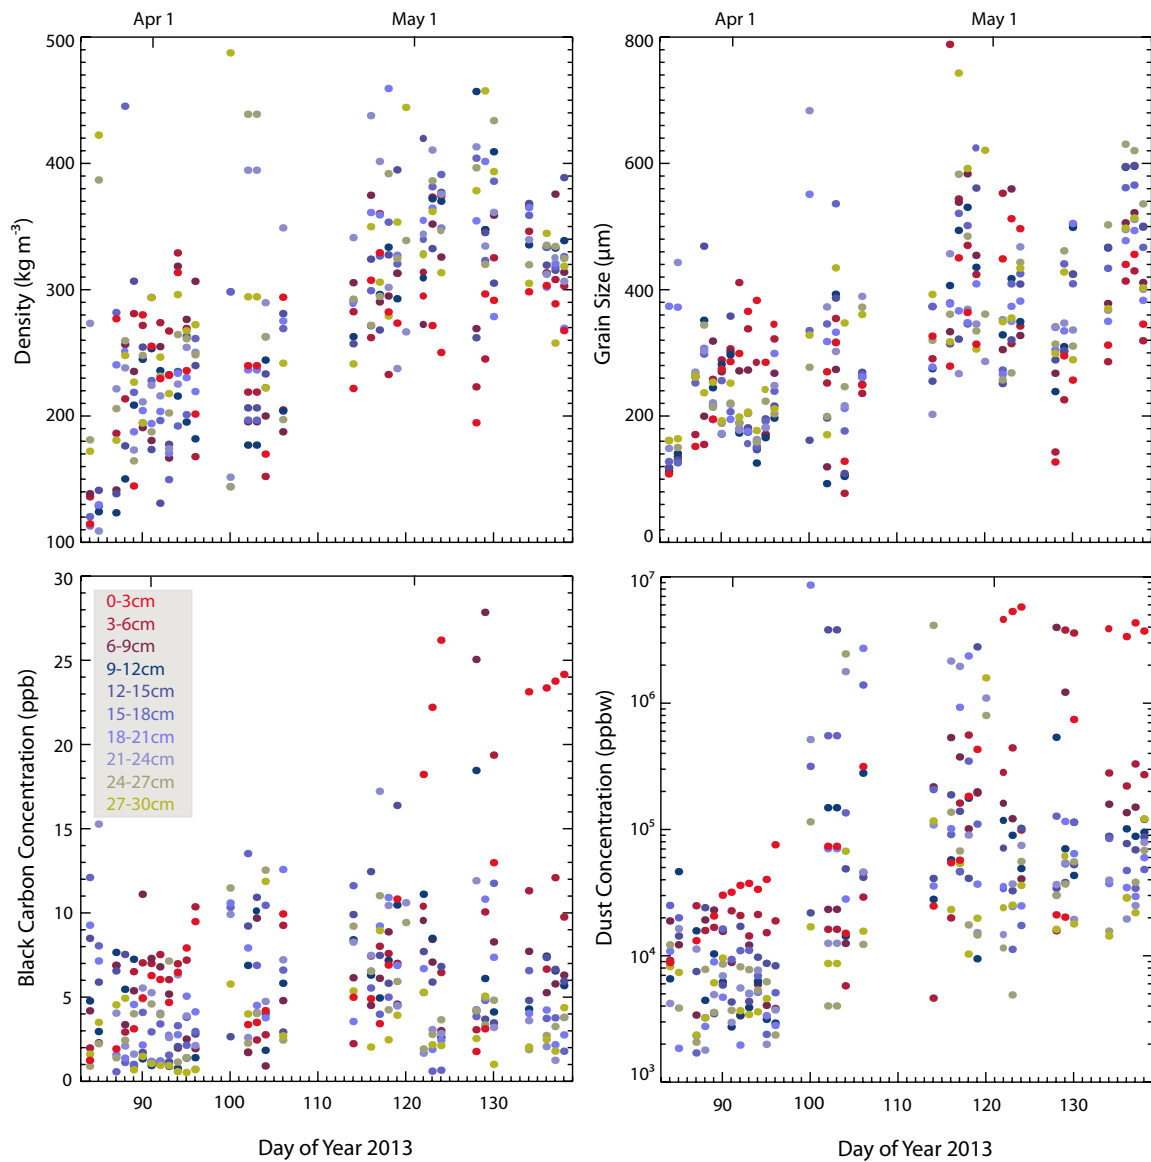 Apr 1
May 1
Apr 1
May 1
500
400
300
200
100
Density (kg m⁻³)
800
600
400
200
0
Grain Size (μm)
30
25
20
15
10
5
0
Black Carbon Concentration (ppb)
0-3cm
3-6cm
6-9cm
9-12cm
12-15cm
15-18cm
18-21cm
21-24cm
24-27cm
27-30cm
90
100
110
120
130
Day of Year 2013
10⁷
10⁶
10⁵
10⁴
10³
Dust Concentration (ppbw)
90
100
110
120
130
Day of Year 2013